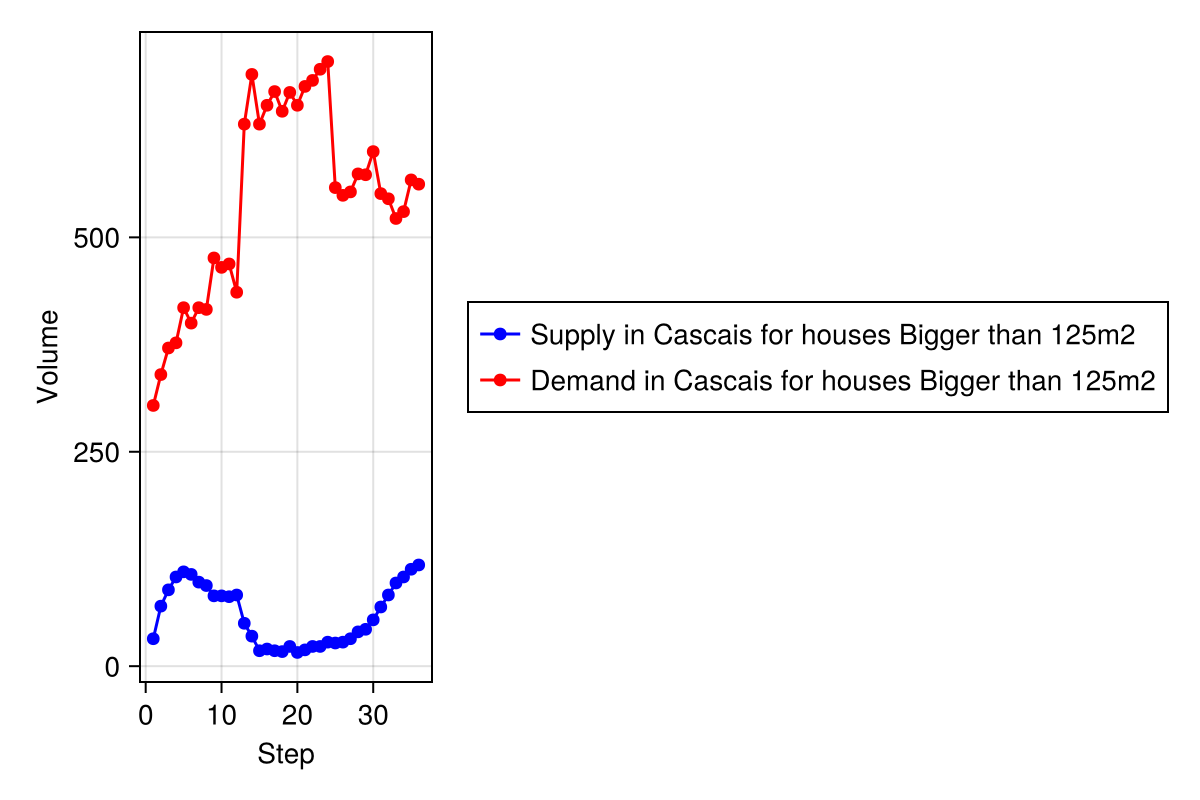 Volume
500
250
0
0 10 20 30
Step
Supply in Cascais for houses Bigger than 125m2
Demand in Cascais for houses Bigger than 125m2